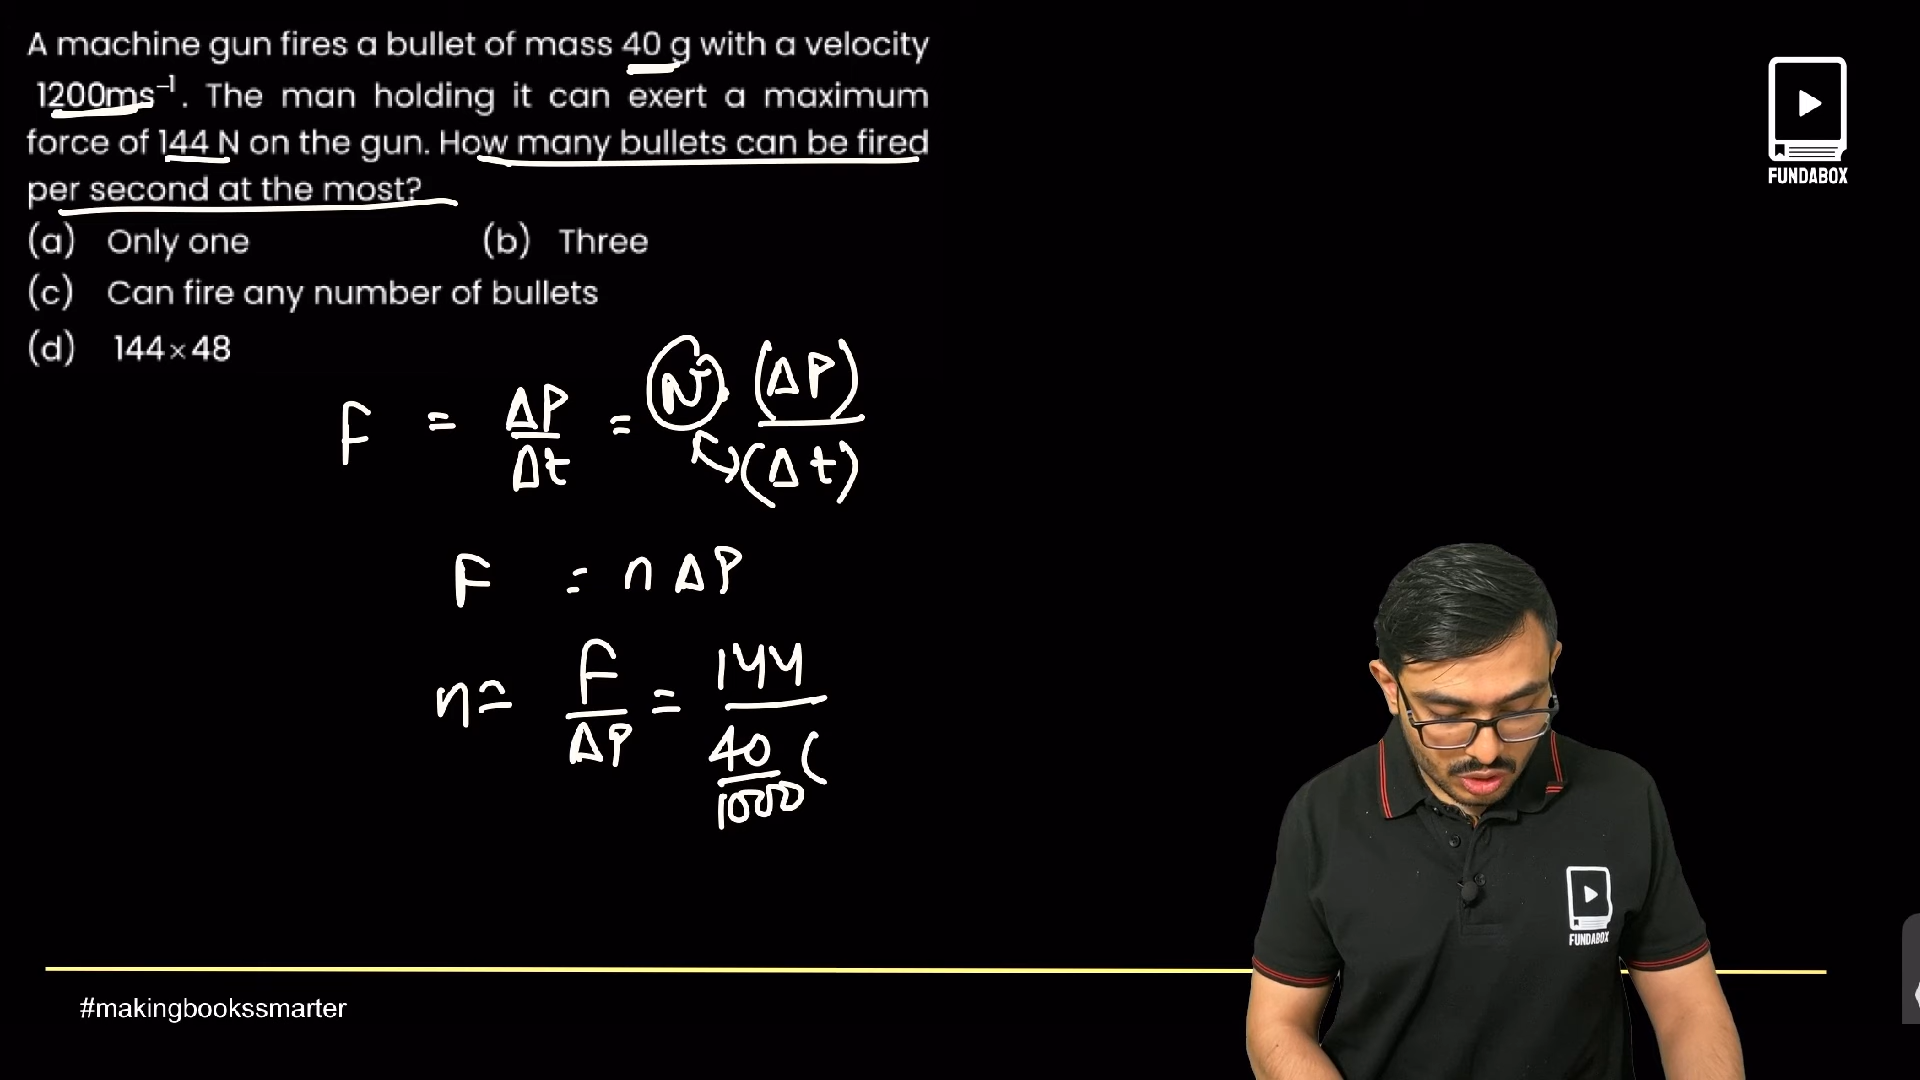 A machine gun fires a bullet of mass 40 g with a velocity
1200ms⁻¹. The man holding it can exert a maximum
force of 144 N on the gun. How many bullets can be fired
per second at the most?
(a) Only one (b) Three
(c) Can fire any number of bullets
(d) 144×48
F = ΔP/Δt = N (ΔP)/(Δt)
F = n ΔP
n = F/ΔP = 144/(40/1000 (
FUNDABOX
FUNDABOX
#makingbookssmarter